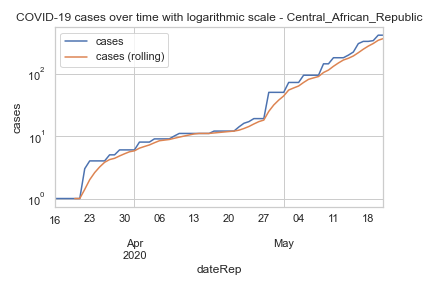 COVID-19 cases over time with logarithmic scale - Central_African_Republic
cases
cases (rolling)
cases
10²
10¹
10⁰
16 23 30 06 13 20 27 04 11 18
Apr May
2020
dateRep